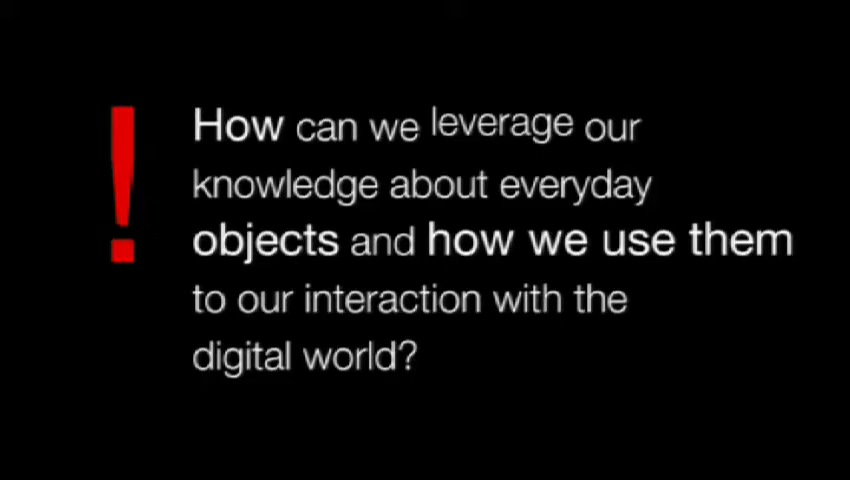 !
How can we leverage our
knowledge about everyday
objects and how we use them
to our interaction with the
digital world?